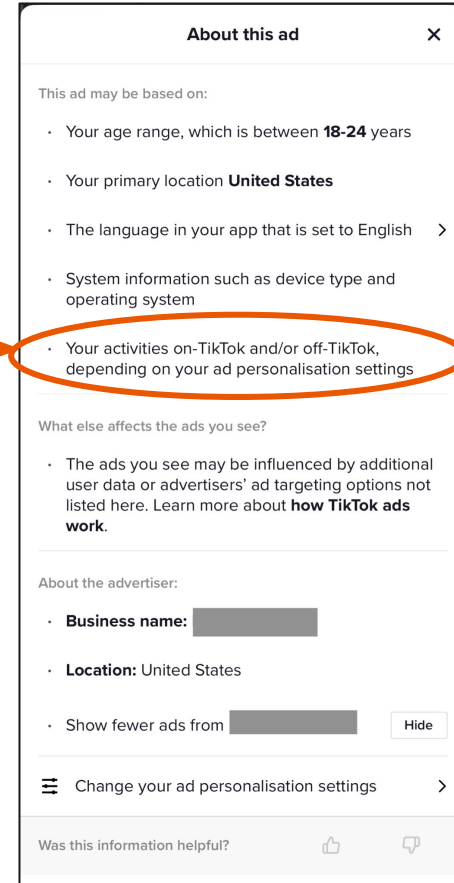 About this ad
This ad may be based on:
· Your age range, which is between 18-24 years
· Your primary location United States
· The language in your app that is set to English
· System information such as device type and
operating system
· Your activities on-TikTok and/or off-TikTok,
depending on your ad personalisation settings
What else affects the ads you see?
· The ads you see may be influenced by additional
user data or advertisers' ad targeting options not
listed here. Learn more about how TikTok ads
work.
About the advertiser:
· Business name:
· Location: United States
· Show fewer ads from
Hide
Change your ad personalisation settings
Was this information helpful?